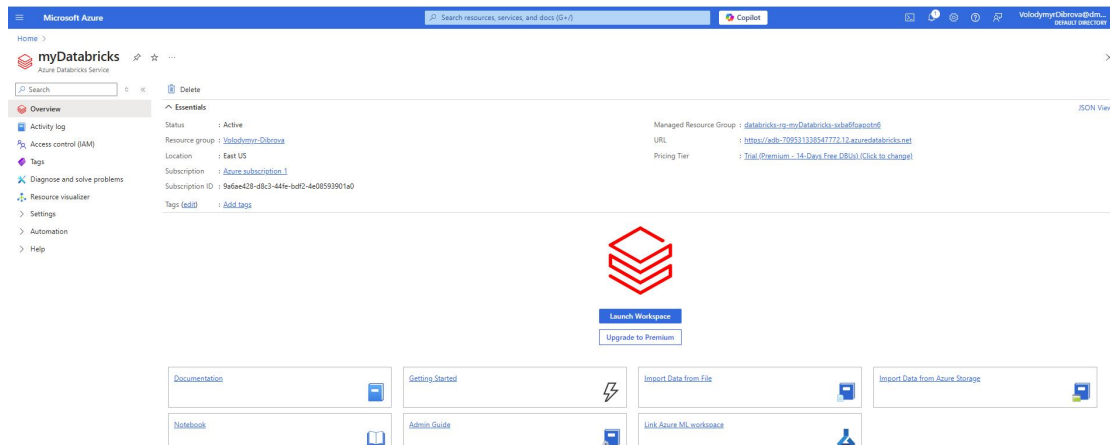 Microsoft Azure
Search resources, services, and docs (G+/)
Copilot
1
VolodymyrDibrova@dm...
DEFAULT DIRECTORY
Home >
myDatabricks
Azure Databricks Service
Search
Delete
Overview
Activity log
Access control (IAM)
Tags
Diagnose and solve problems
Resource visualizer
Settings
Automation
Help
Essentials
JSON View
Status : Active
Resource group : Volodymyr-Dibrova
Location : East US
Subscription : Azure subscription 1
Subscription ID : 9a6ae428-d8c3-44fe-bdf2-4e08593901a0
Tags (edit) : Add tags
Managed Resource Group : databricks-rg-myDatabricks-sxba6foapotn6
URL : https://adb-709531338547772.12.azuredatabricks.net
Pricing Tier : Trial (Premium - 14-Days Free DBUs) (Click to change)
Launch Workspace
Upgrade to Premium
Documentation
Getting Started
Import Data from File
Import Data from Azure Storage
Notebook
Admin Guide
Link Azure ML workspace